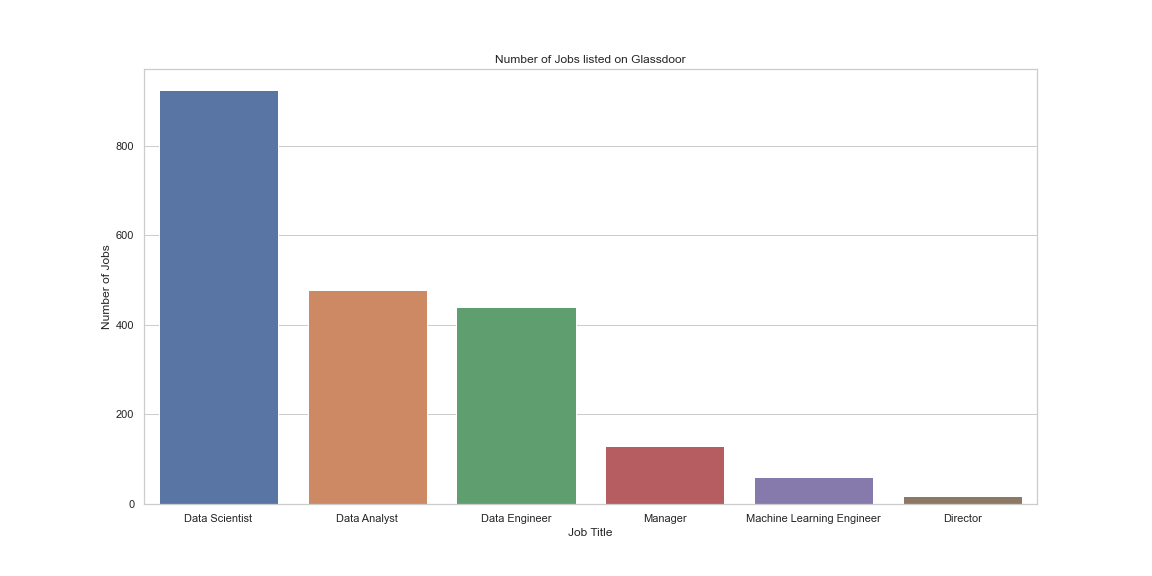 Number of Jobs listed on Glassdoor
800
600
400
200
0
Number of Jobs
Data Scientist
Data Analyst
Data Engineer
Manager
Machine Learning Engineer
Director
Job Title